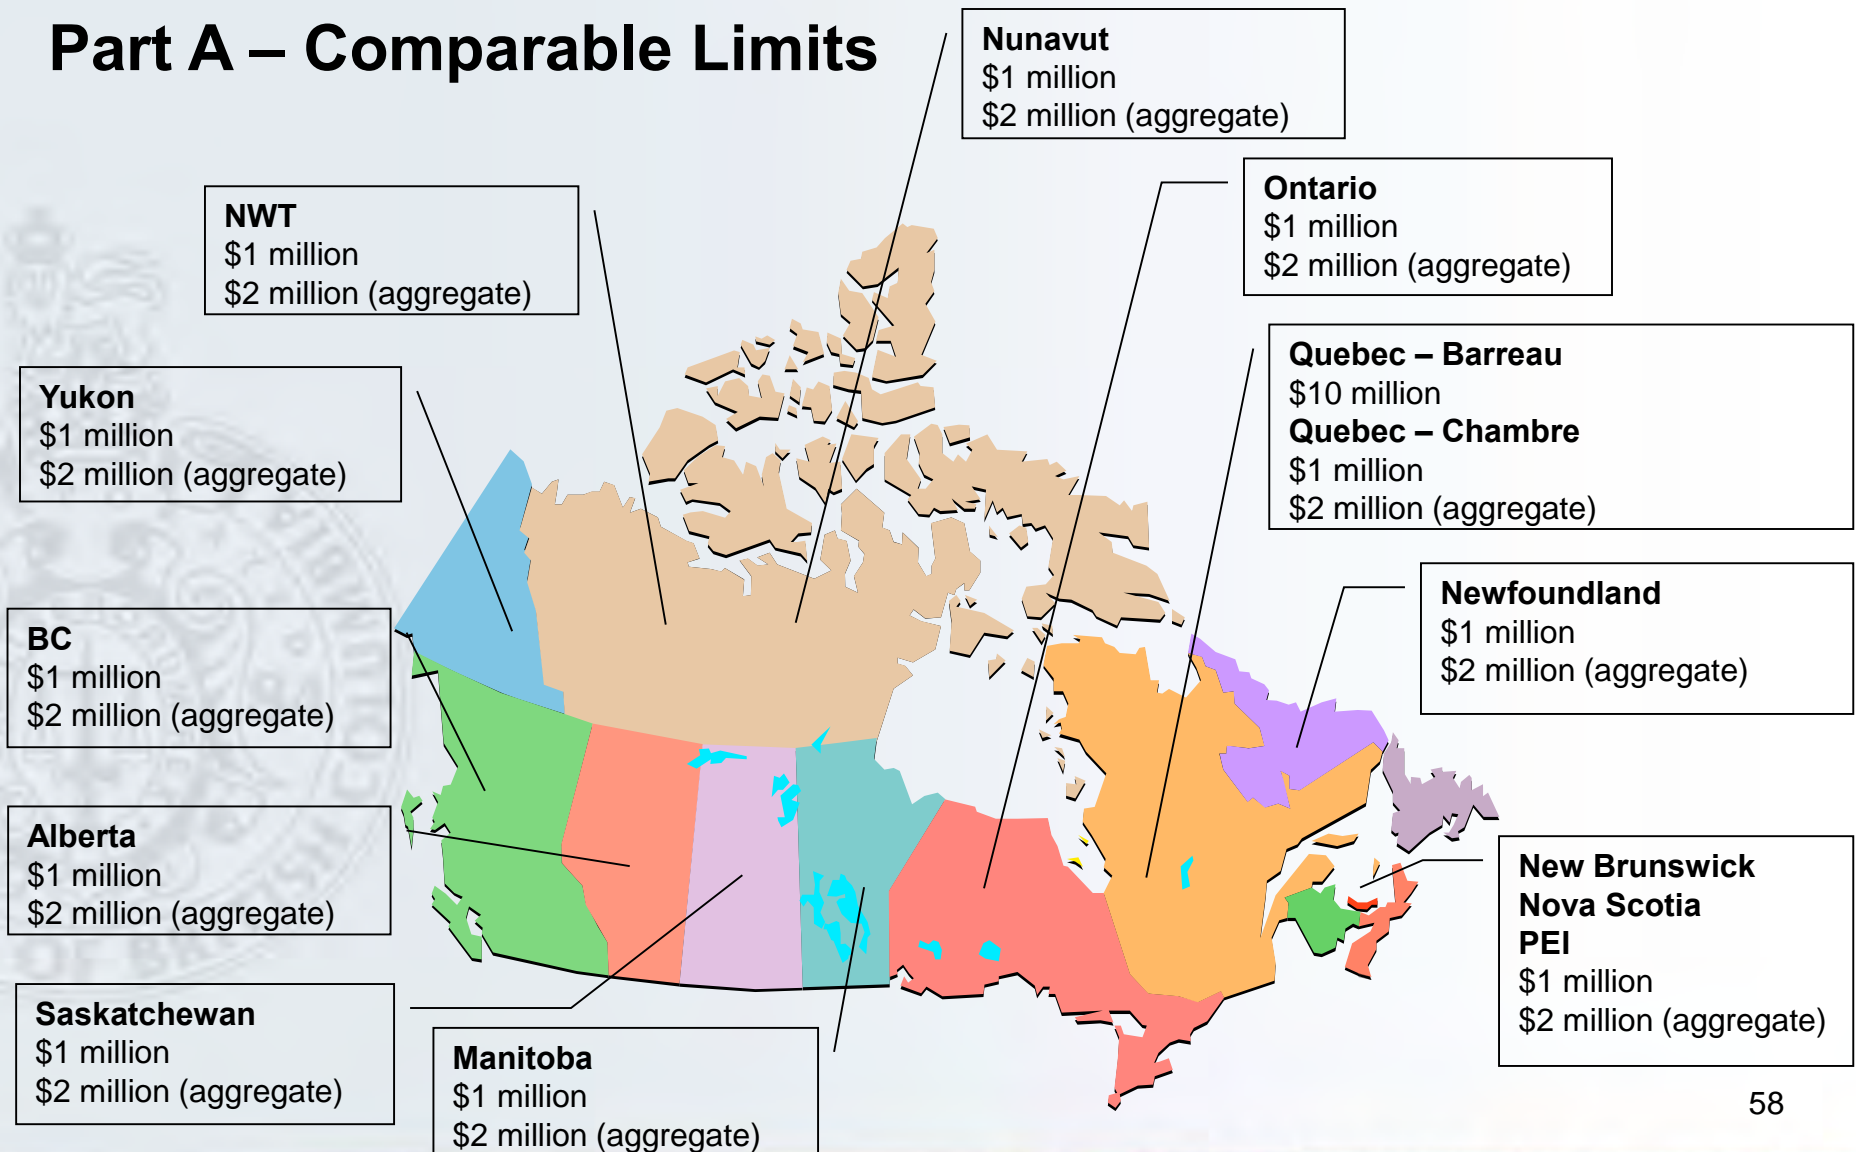 Part A – Comparable Limits
Nunavut
$1 million
$2 million (aggregate)
Ontario
$1 million
$2 million (aggregate)
NWT
$1 million
$2 million (aggregate)
Quebec – Barreau
$10 million
Quebec – Chambre
$1 million
$2 million (aggregate)
Yukon
$1 million
$2 million (aggregate)
Newfoundland
$1 million
$2 million (aggregate)
BC
$1 million
$2 million (aggregate)
Alberta
$1 million
$2 million (aggregate)
New Brunswick
Nova Scotia
PEI
$1 million
$2 million (aggregate)
Saskatchewan
$1 million
$2 million (aggregate)
Manitoba
$1 million
$2 million (aggregate)
58